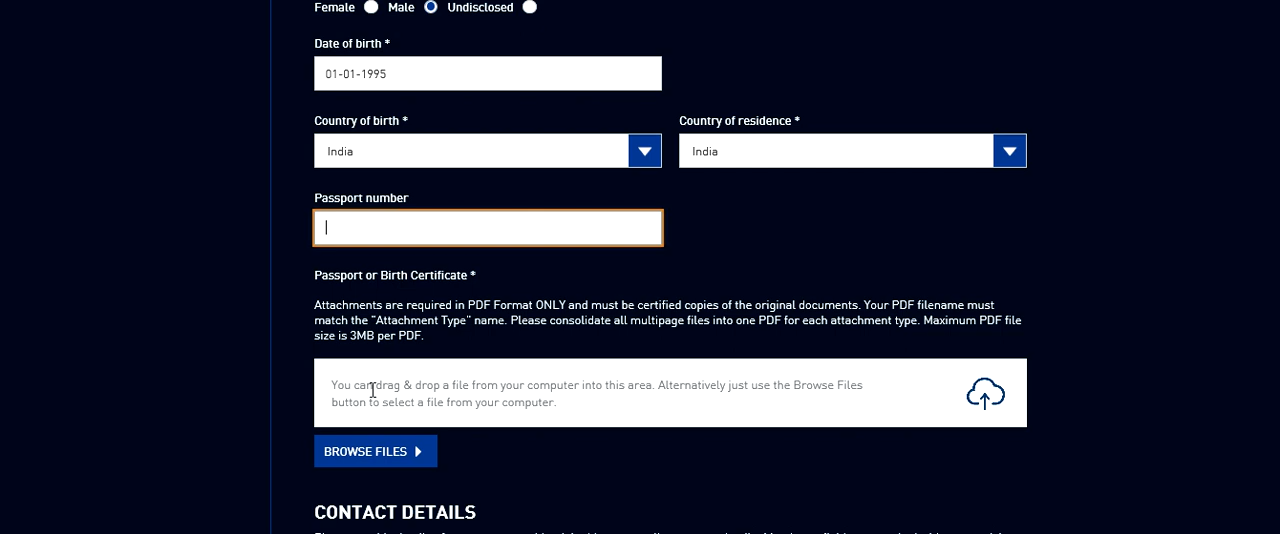 Female Male Undisclosed
Date of birth *
01-01-1995
Country of birth * Country of residence *
India India
Passport number
Passport or Birth Certificate *
Attachments are required in PDF Format ONLY and must be certified copies of the original documents. Your PDF filename must
match the "Attachment Type" name. Please consolidate all multipage files into one PDF for each attachment type. Maximum PDF file
size is 3MB per PDF.
You can drag & drop a file from your computer into this area. Alternatively just use the Browse Files
button to select a file from your computer.
BROWSE FILES
CONTACT DETAILS